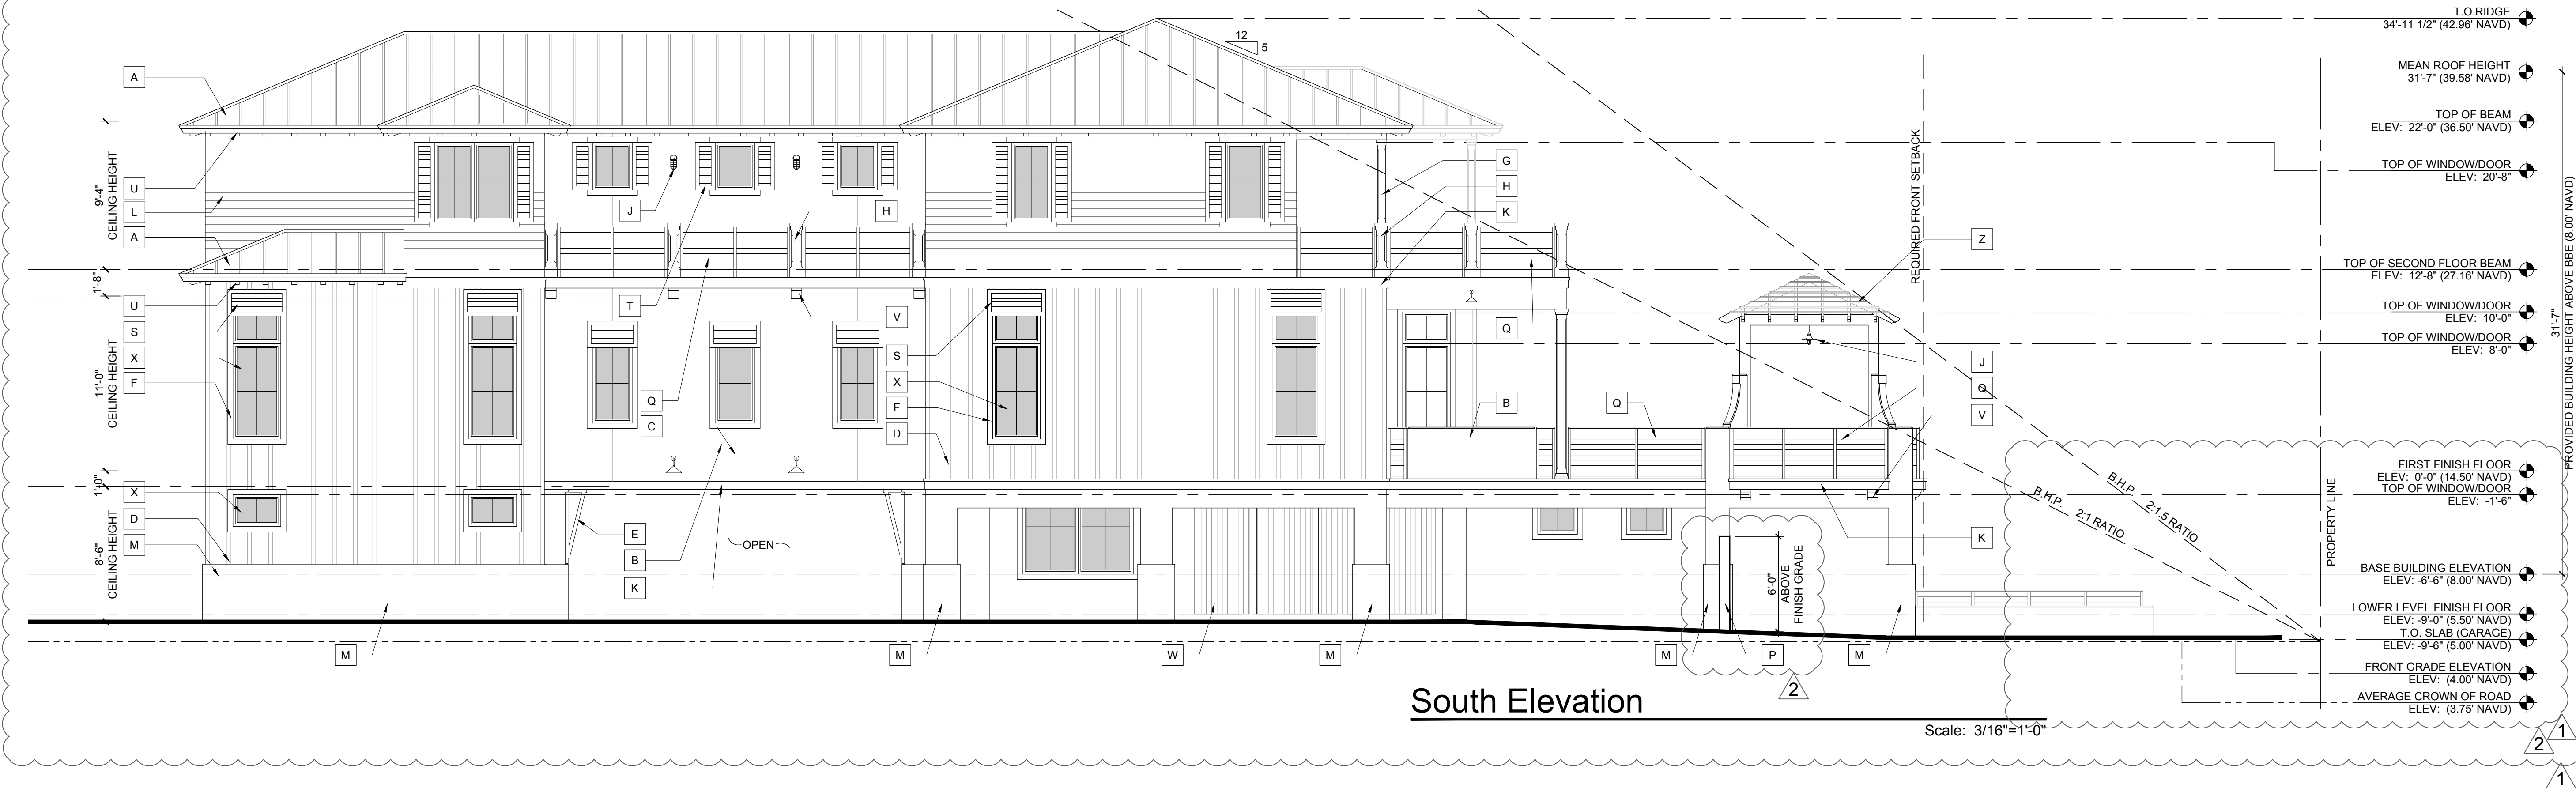 T.O.RIDGE
34'-11 1/2" (42.96' NAVD)
12
5
MEAN ROOF HEIGHT
31'-7" (39.58' NAVD)
A
TOP OF BEAM
ELEV: 22'-0" (36.50' NAVD)
TOP OF WINDOW/DOOR
ELEV: 20'-8"
9'-4"
CEILING HEIGHT
U
L
A
J
H
G
H
K
REQUIRED FRONT SETBACK
Z
TOP OF SECOND FLOOR BEAM
ELEV: 12'-8" (27.16' NAVD)
1'-8"
U
S
X
F
T
V
S
X
F
D
Q
C
Q
B
Q
J
Q
V
TOP OF WINDOW/DOOR
ELEV: 10'-0"
TOP OF WINDOW/DOOR
ELEV: 8'-0"
31'-7"
PROVIDED BUILDING HEIGHT ABOVE BBE (8.00' NAVD)
11'-0"
CEILING HEIGHT
FIRST FINISH FLOOR
ELEV: 0'-0" (14.50' NAVD)
TOP OF WINDOW/DOOR
ELEV: -1'-6"
1'-0"
X
D
M
E
B
K
OPEN
K
B.H.P. 2:1 RATIO
B.H.P. 2:1.5 RATIO
PROPERTY LINE
8'-6"
CEILING HEIGHT
6'-0"
ABOVE
FINISH GRADE
BASE BUILDING ELEVATION
ELEV: -6'-6" (8.00' NAVD)
LOWER LEVEL FINISH FLOOR
ELEV: -9'-0" (5.50' NAVD)
T.O. SLAB (GARAGE)
ELEV: -9'-6" (5.00' NAVD)
M
M
W
M
M
P
M
FRONT GRADE ELEVATION
ELEV: (4.00' NAVD)
AVERAGE CROWN OF ROAD
ELEV: (3.75' NAVD)
2
South Elevation
Scale: 3/16"=1'-0"
1
2
1